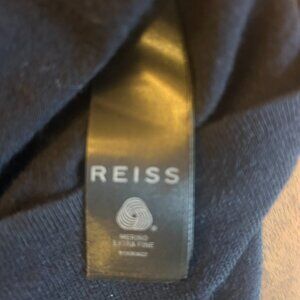 REISS
MERINO
EXTRA FINE